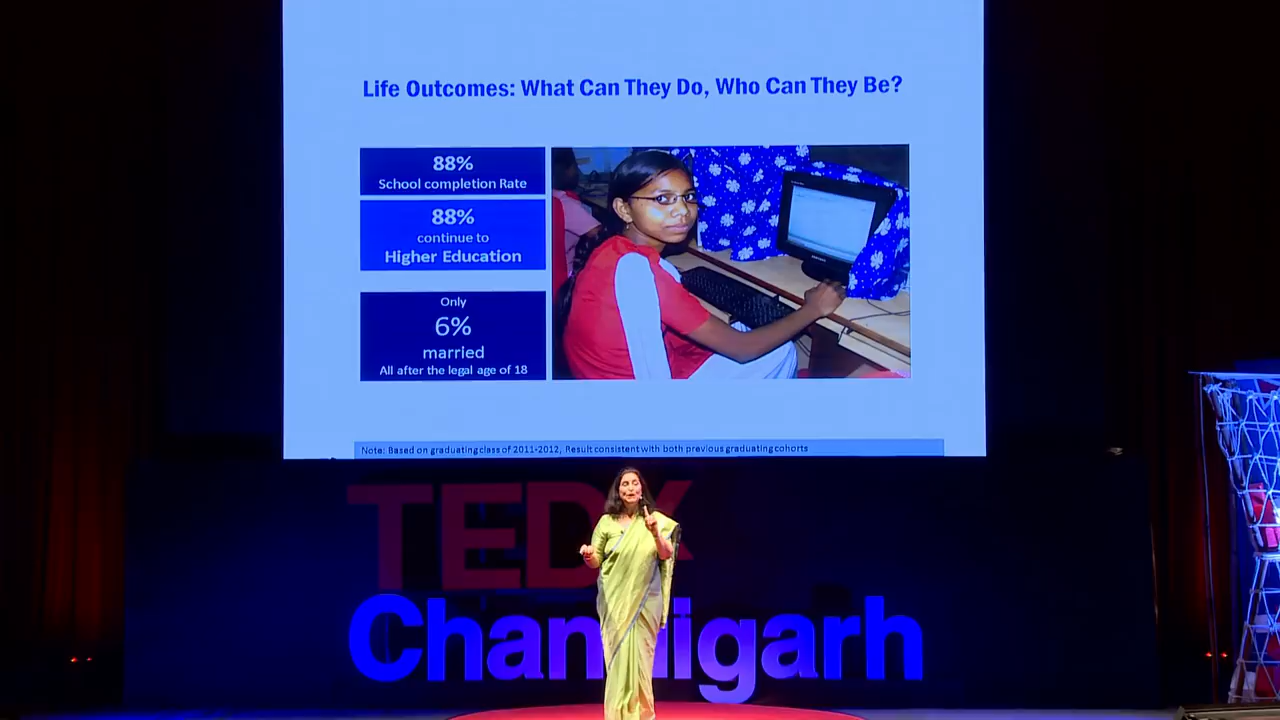 Life Outcomes: What Can They Do, Who Can They Be?
88%
School completion Rate
88%
continue to
Higher Education
Only
6%
married
All after the legal age of 18
Note: Based on graduating class of 2011-2012, Result consistent with both previous graduating cohorts
TEDx
Chandigarh